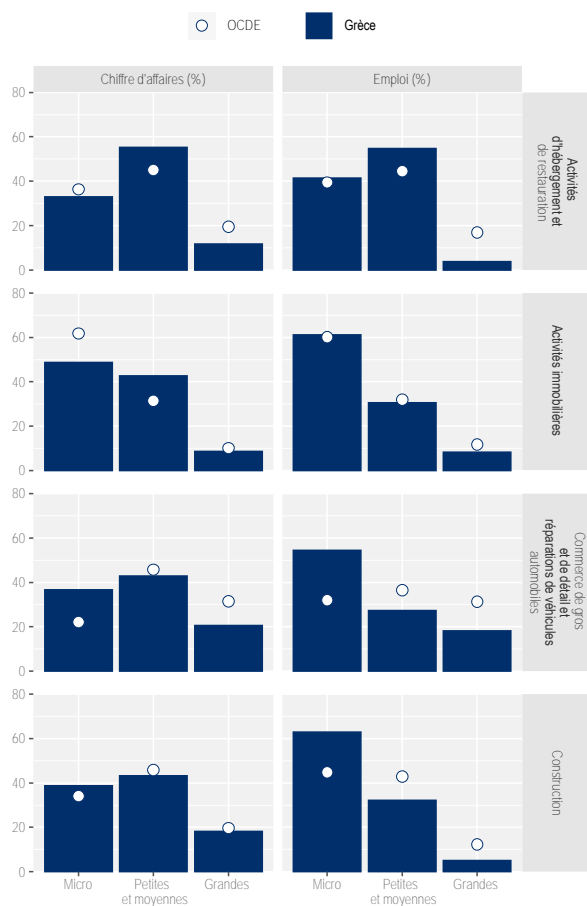 OCDE
Grèce
Chiffre d'affaires (%)
Emploi (%)
80
60
40
20
0
Activités
d'hébergement et
de restauration
80
60
40
20
0
Activités immobilières
80
60
40
20
0
Commerce de gros
et de détail et
réparations de véhicules
automobiles
80
60
40
20
0
Construction
Micro
Petites
et moyennes
Grandes
Micro
Petites
et moyennes
Grandes